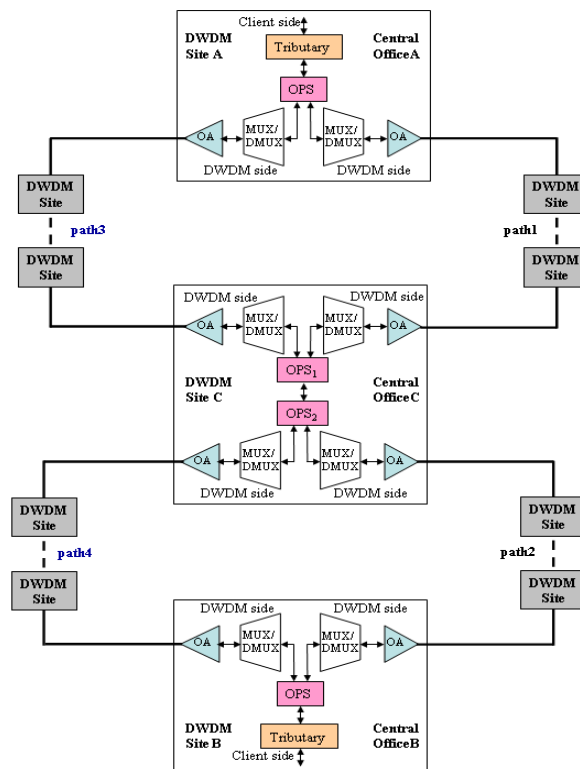 Client side
DWDM
Site A
Central
OfficeA
Tributary
OPS
OA
MUX/
DMUX
MUX/
DMUX
OA
DWDM side
DWDM side
DWDM
Site
DWDM
Site
path3
path1
DWDM
Site
DWDM
Site
DWDM side
DWDM side
OA
MUX/
DMUX
MUX/
DMUX
OA
OPS1
DWDM
Site C
Central
OfficeC
OPS2
OA
MUX/
DMUX
MUX/
DMUX
OA
DWDM side
DWDM side
DWDM
Site
DWDM
Site
path4
path2
DWDM
Site
DWDM
Site
DWDM side
DWDM side
OA
MUX/
DMUX
MUX/
DMUX
OA
OPS
DWDM
Site B
Central
OfficeB
Tributary
Client side